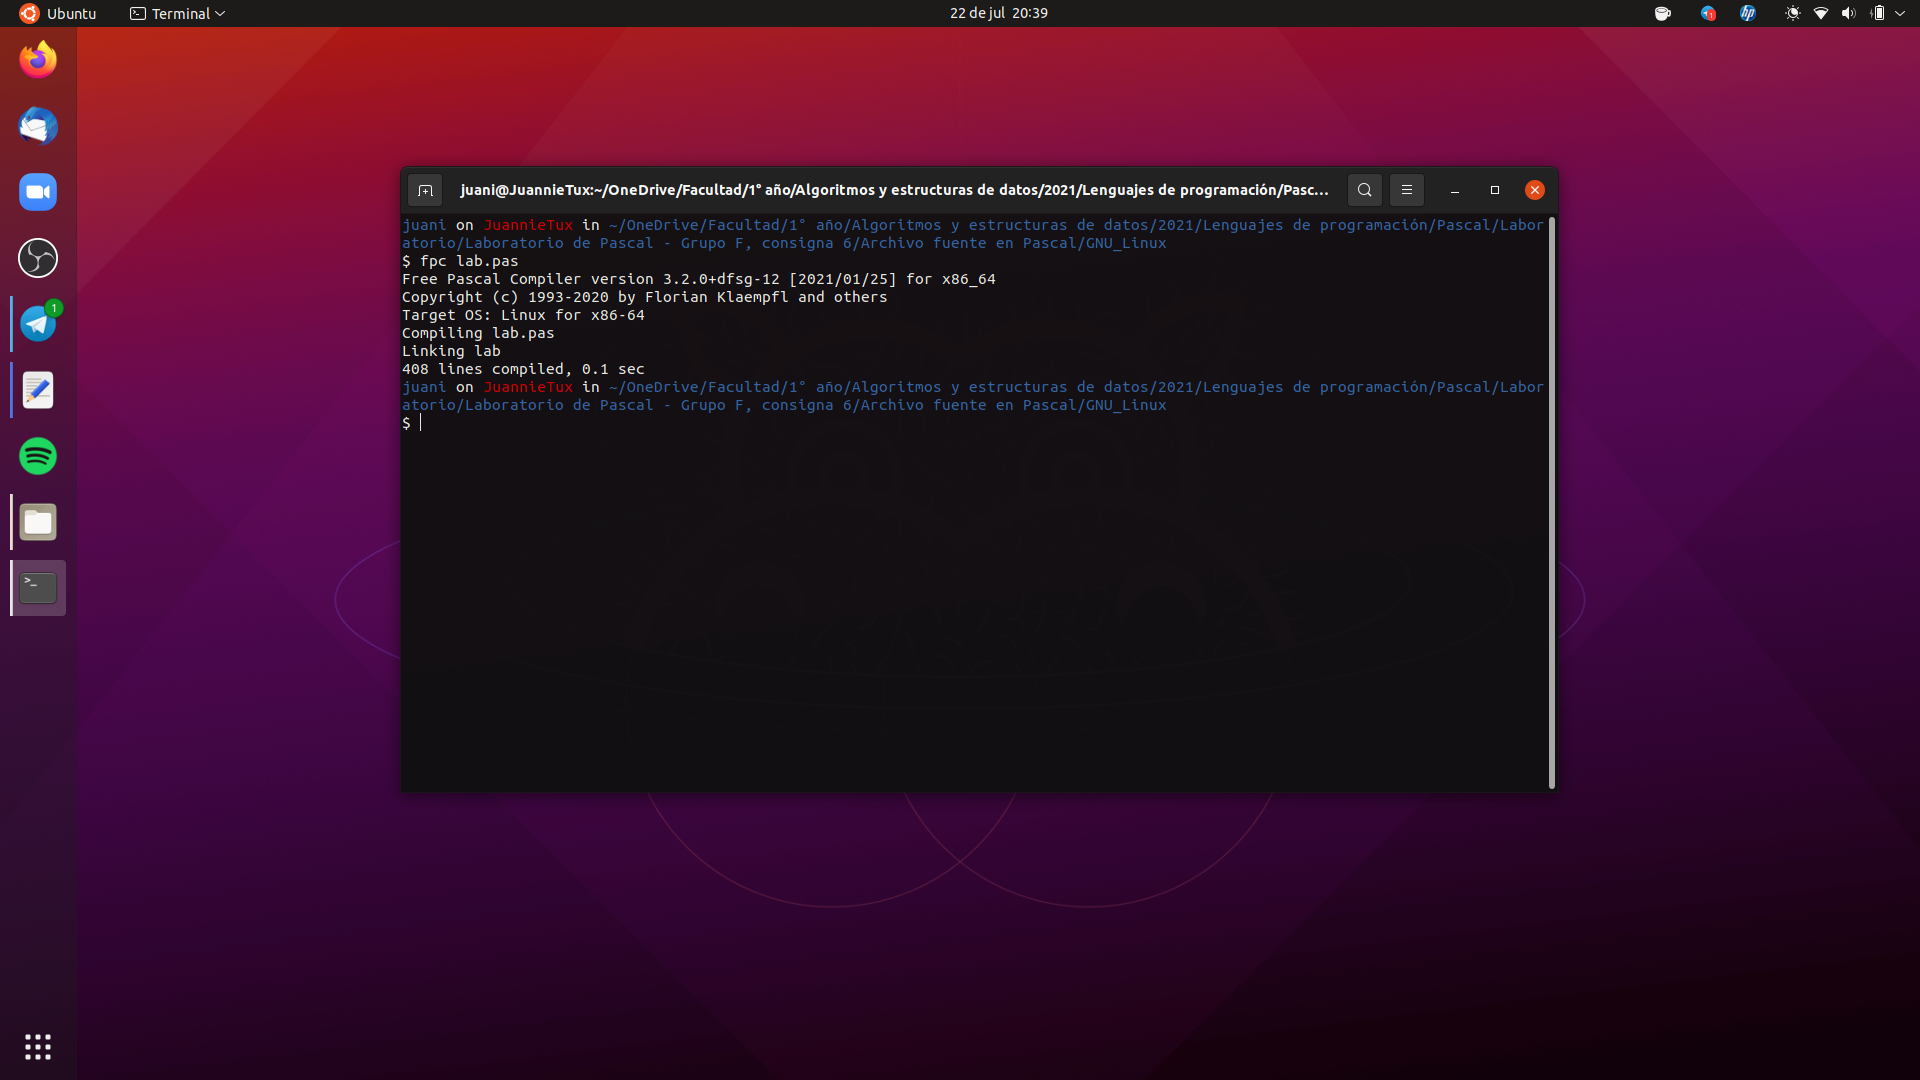 Ubuntu
Terminal
22 de jul 20:39
1
hp
juani@JuannieTux:~/OneDrive/Facultad/1° año/Algoritmos y estructuras de datos/2021/Lenguajes de programación/Pasc...
juani on JuannieTux in ~/OneDrive/Facultad/1° año/Algoritmos y estructuras de datos/2021/Lenguajes de programación/Pascal/Labor
atorio/Laboratorio de Pascal - Grupo F, consigna 6/Archivo fuente en Pascal/GNU_Linux
$ fpc lab.pas
Free Pascal Compiler version 3.2.0+dfsg-12 [2021/01/25] for x86_64
Copyright (c) 1993-2020 by Florian Klaempfl and others
Target OS: Linux for x86-64
Compiling lab.pas
Linking lab
408 lines compiled, 0.1 sec
juani on JuannieTux in ~/OneDrive/Facultad/1° año/Algoritmos y estructuras de datos/2021/Lenguajes de programación/Pascal/Labor
atorio/Laboratorio de Pascal - Grupo F, consigna 6/Archivo fuente en Pascal/GNU_Linux
$
1
>_